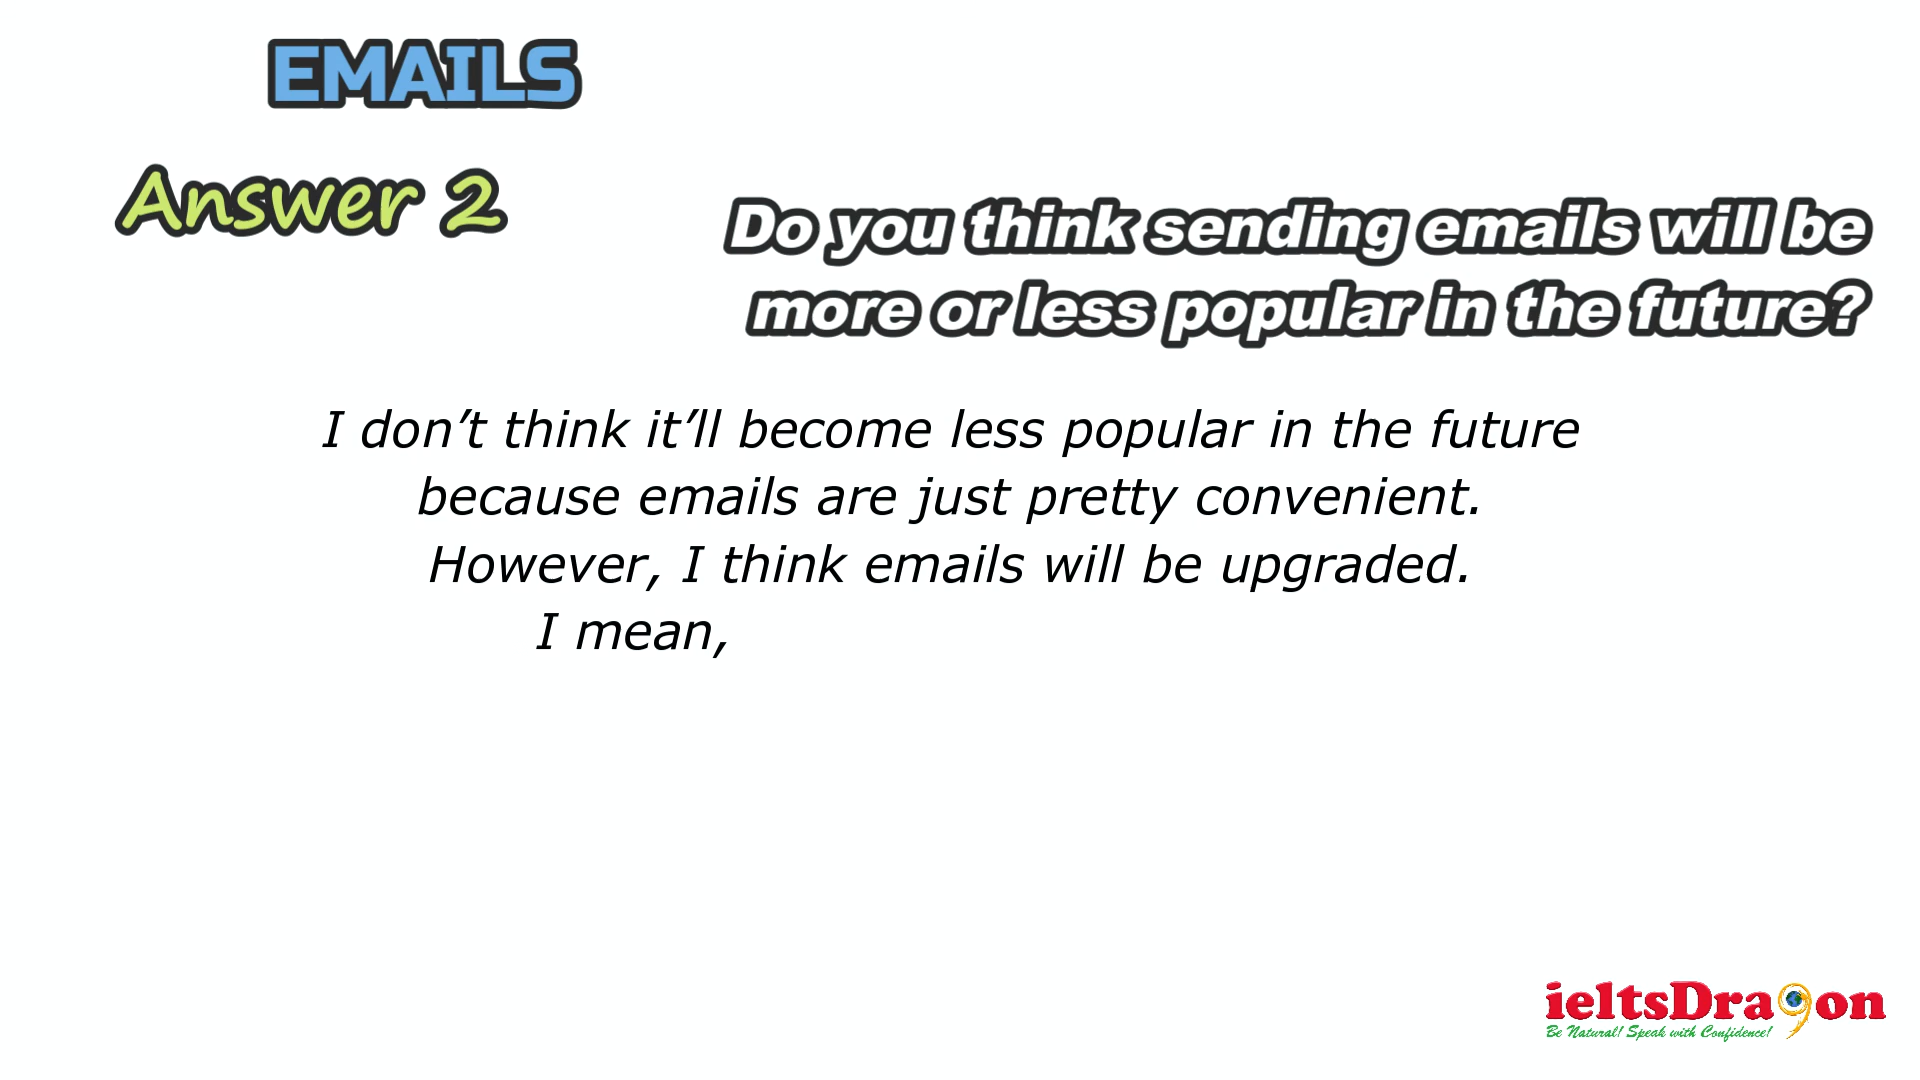 EMAILS
Answer 2
Do you think sending emails will be
more or less popular in the future?
I don’t think it’ll become less popular in the future
because emails are just pretty convenient.
However, I think emails will be upgraded.
I mean,
ieltsDra9on
Be Natural! Speak with Confidence!